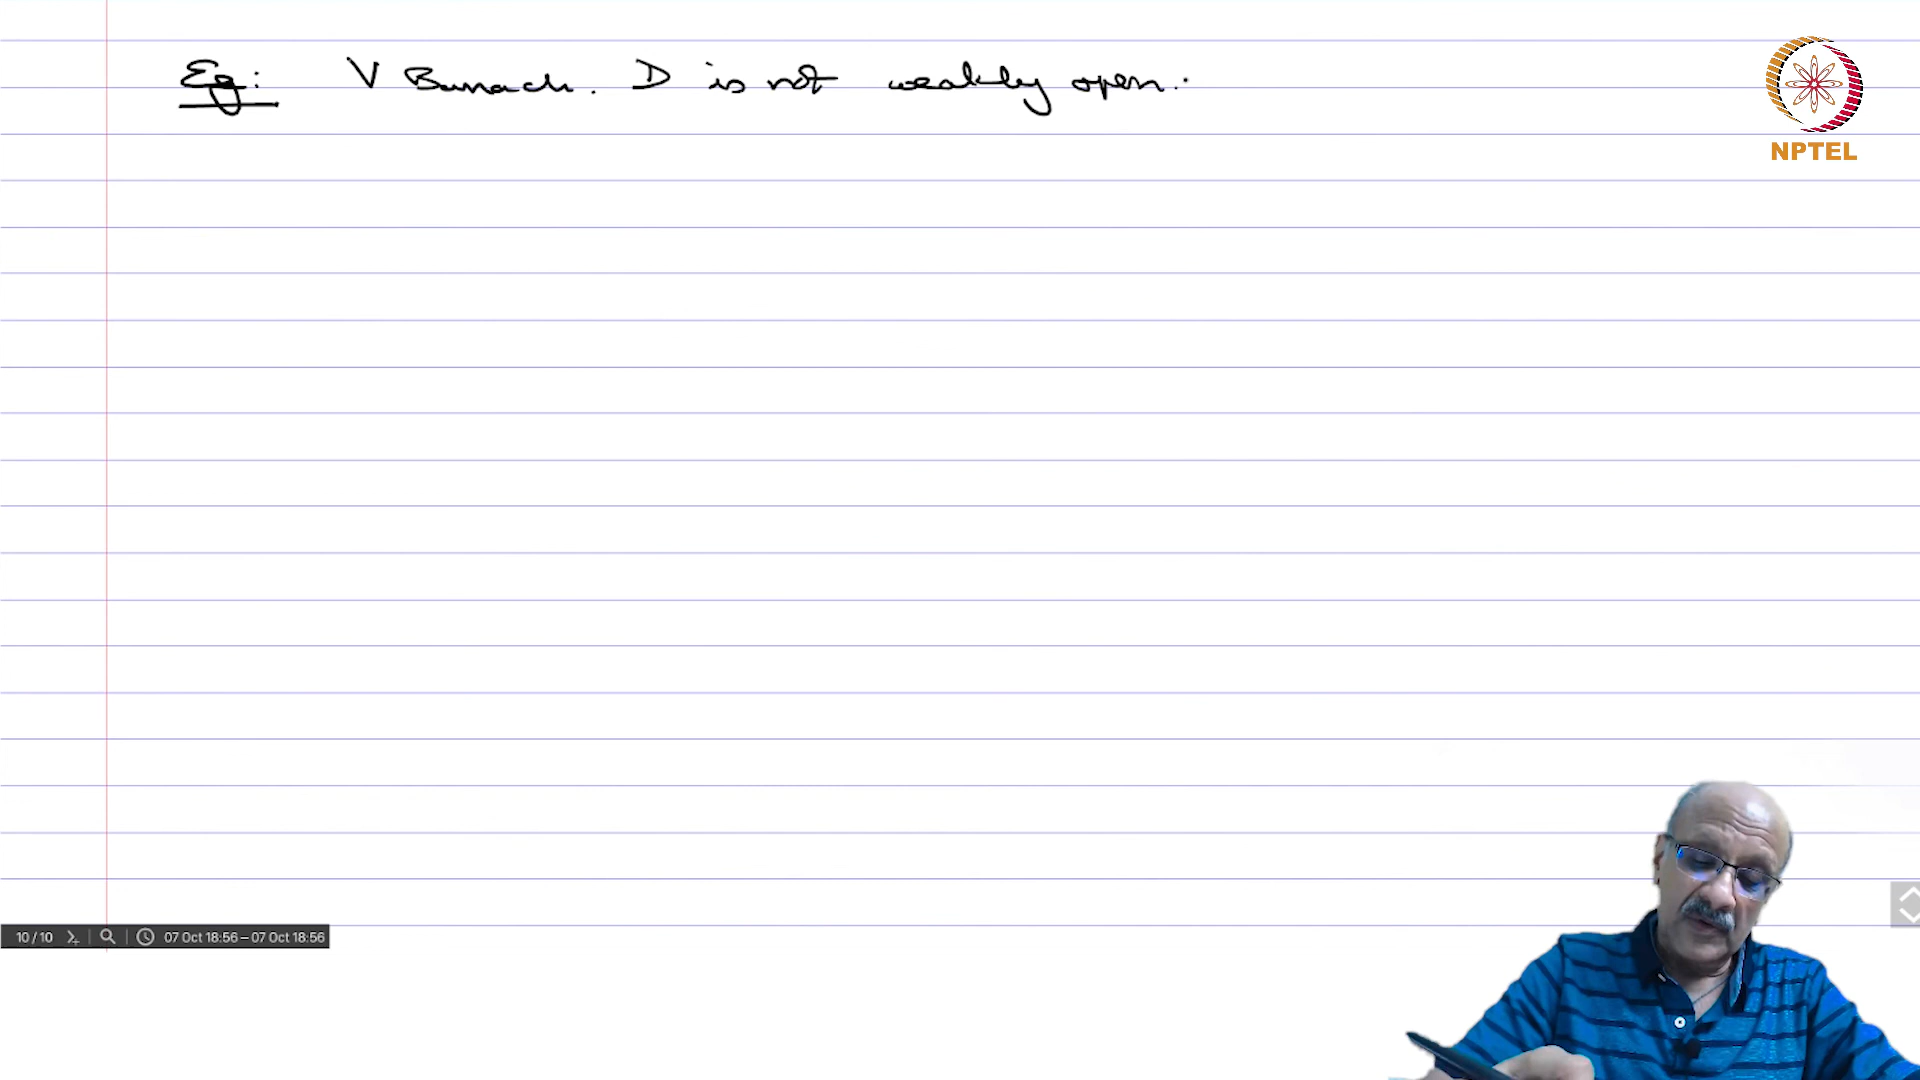 Eg: V Banach. D is not weakly open.
NPTEL
10/10 07 Oct 18:56 – 07 Oct 18:56